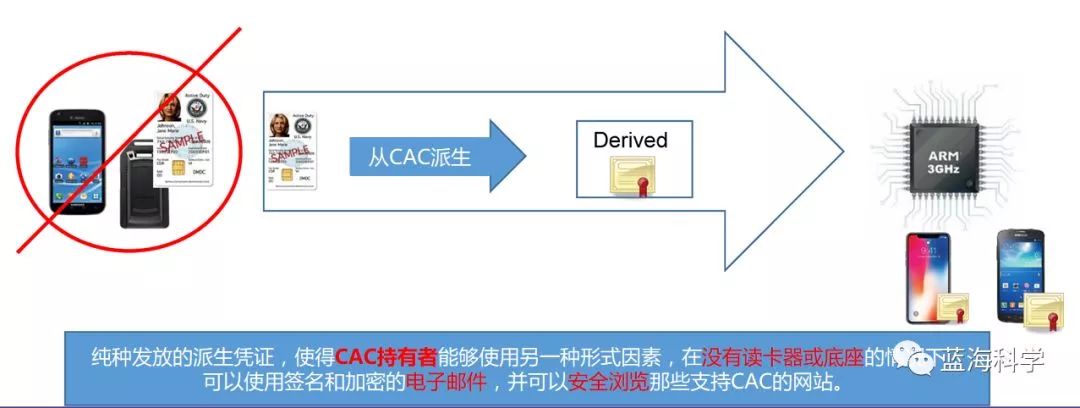 Active Duty
U.S. Navy
Johnson,
Jane Marie
SAMPLE
DMDC
Active Duty
U.S. Navy
Johnson,
Jane Marie
SAMPLE
DMDC
从CAC派生
Derived
ARM
3GHz
9:41
纯种发放的派生凭证，使得CAC持有者能够使用另一种形式因素，在没有读卡器或底座的情
可以使用签名和加密的电子邮件，并可以安全浏览那些支持CAC的网站。
蓝海科学